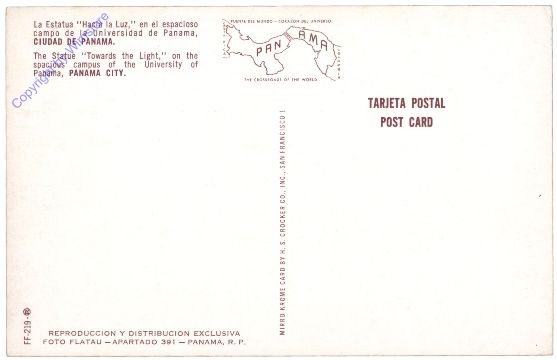 La Estatua "Hacia la Luz," en el espacioso
campo de la Universidad de Panama,
CIUDAD DE PANAMA.
The Statue "Towards the Light," on the
spacious campus of the University of
Panama, PANAMA CITY.
PUENTE DEL MUNDO — CORAZON DEL UNIVERSO
PANAMA
THE CROSSROADS OF THE WORLD
TARJETA POSTAL
POST CARD
MIRRO-KROME CARD BY H. S. CROCKER CO., INC., SAN FRANCISCO 1
FF-219
REPRODUCCION Y DISTRIBUCION EXCLUSIVA
FOTO FLATAU — APARTADO 391 — PANAMA, R. P.